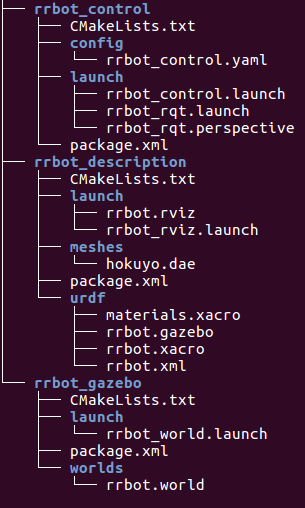 rrbot_control
CMakeLists.txt
config
rrbot_control.yaml
launch
rrbot_control.launch
rrbot_rqt.launch
rrbot_rqt.perspective
package.xml
rrbot_description
CMakeLists.txt
launch
rrbot.rviz
rrbot_rviz.launch
meshes
hokuyo.dae
package.xml
urdf
materials.xacro
rrbot.gazebo
rrbot.xacro
rrbot.xml
rrbot_gazebo
CMakeLists.txt
launch
rrbot_world.launch
package.xml
worlds
rrbot.world